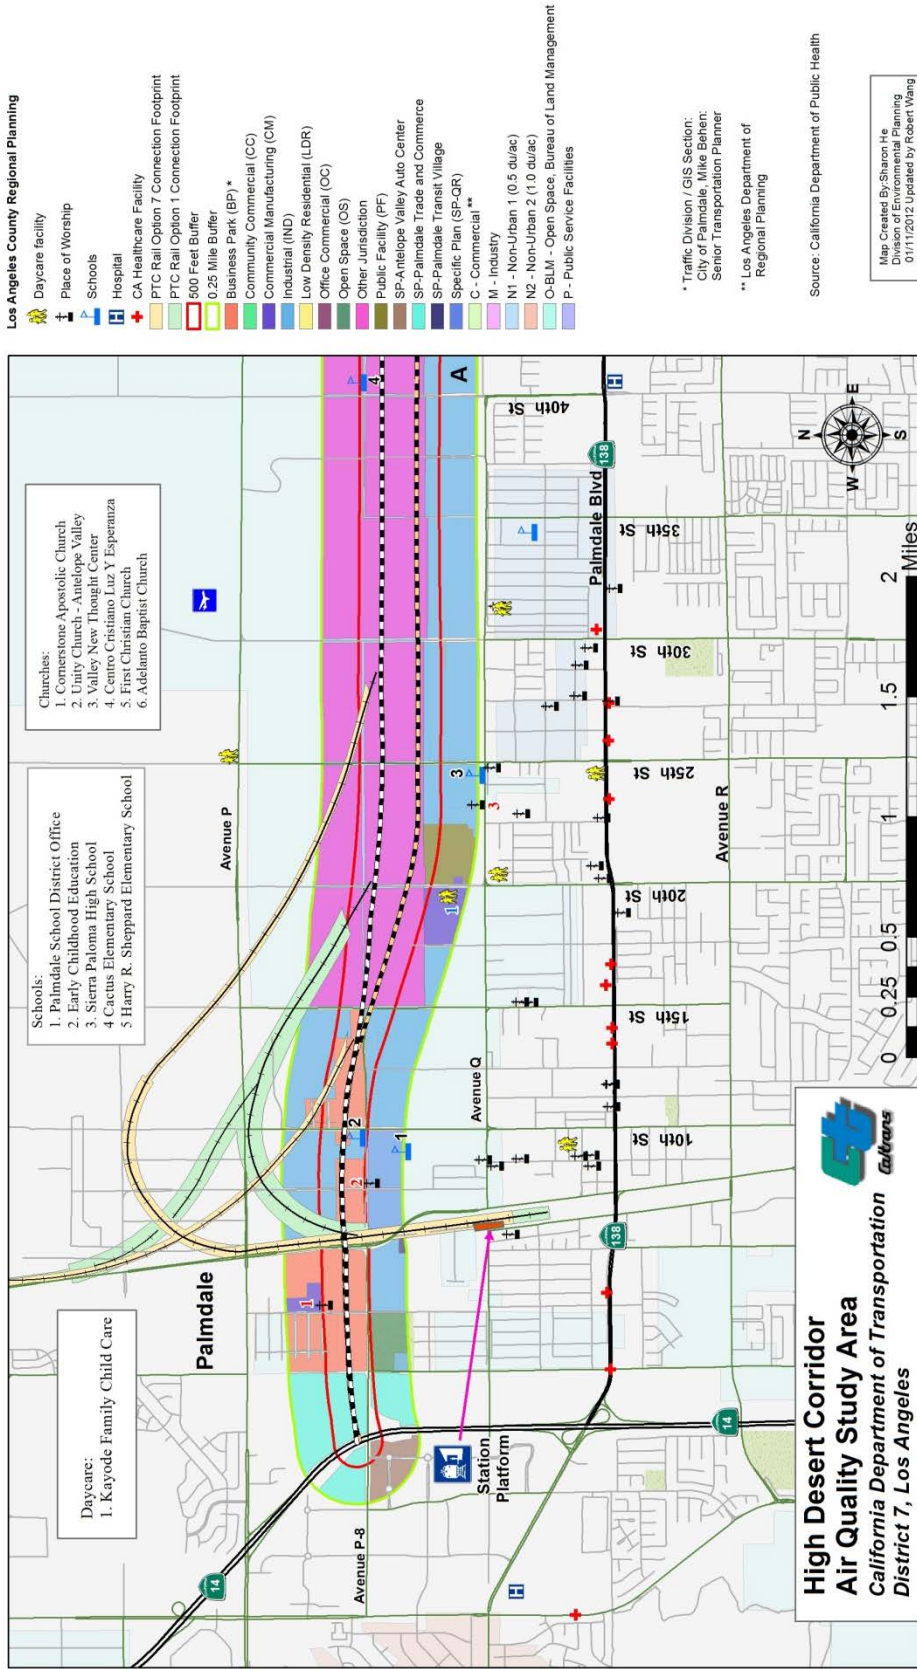 Daycare:
1. Kayode Family Child Care
Schools:
1. Palmdale School District Office
2. Early Childhood Education
3. Sierra Paloma High School
4 Cactus Elementary School
5 Harry R. Sheppard Elementary School
Churches:
1. Cornerstone Apostolic Church
2. Unity Church - Antelope Valley
3. Valley New Thought Center
4. Centro Cristiano Luz Y Esperanza
5. First Christian Church
6. Adelanto Baptist Church
Palmdale
Avenue P
Avenue P-8
Avenue Q
Avenue R
Palmdale Blvd
10th St
15th St
20th St
25th St
30th St
35th St
40th St
14
14
138
138
1
2
1
2
1
3
3
4
A
H
H
Station
Platform
N
E
S
W
0
0.25
0.5
1
1.5
2
Miles
High Desert Corridor
Air Quality Study Area
California Department of Transportation
District 7, Los Angeles
Caltrans
Los Angeles County Regional Planning
Daycare facility
Place of Worship
Schools
H Hospital
CA Healthcare Facility
PTC Rail Option 7 Connection Footprint
PTC Rail Option 1 Connection Footprint
500 Feet Buffer
0.25 Mile Buffer
Business Park (BP) *
Community Commercial (CC)
Commercial Manufacturing (CM)
Industrial (IND)
Low Density Residential (LDR)
Office Commercial (OC)
Open Space (OS)
Other Jurisdiction
Public Facility (PF)
SP-Antelope Valley Auto Center
SP-Palmdale Trade and Commerce
SP-Palmdale Transit Village
Specific Plan (SP-QR)
C - Commercial **
M - Industry
N1 - Non-Urban 1 (0.5 du/ac)
N2 - Non-Urban 2 (1.0 du/ac)
O-BLM - Open Space, Bureau of Land Management
P - Public Service Facilities
* Traffic Division / GIS Section:
City of Palmdale, Mike Behen:
Senior Transportation Planner
** Los Angeles Department of
Regional Planning
Source: California Department of Public Health
Map Created By:Sharon He
Division of Environmental Planning
01/11/2012 Updated by Robert Wang